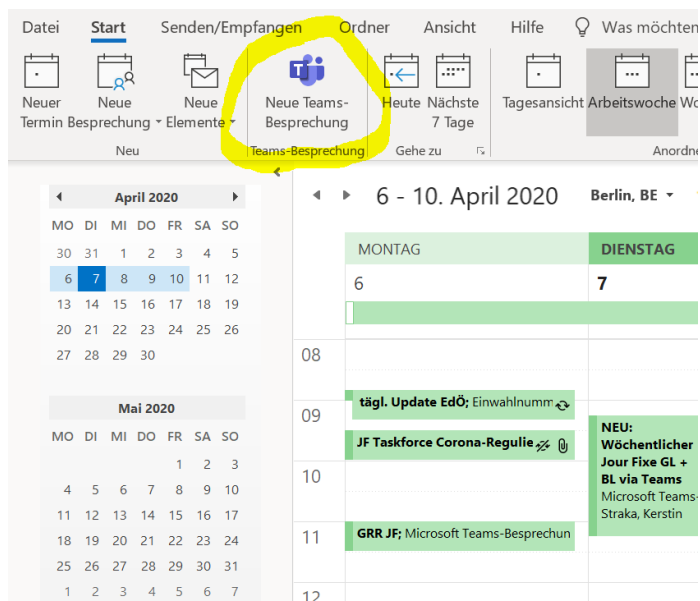 Datei Start Senden/Empfangen Ordner Ansicht Hilfe Was möchten
Neuer Termin
Neue Besprechung
Neue Elemente
Neue Teams-Besprechung
Heute
Nächste 7 Tage
Tagesansicht
Arbeitswoche
Wo
Neu
Teams-Besprechung
Gehe zu
Anordne
April 2020
MO DI MI DO FR SA SO
30 31 1 2 3 4 5
6 7 8 9 10 11 12
13 14 15 16 17 18 19
20 21 22 23 24 25 26
27 28 29 30
Mai 2020
MO DI MI DO FR SA SO
1 2 3
4 5 6 7 8 9 10
11 12 13 14 15 16 17
18 19 20 21 22 23 24
25 26 27 28 29 30 31
1 2 3 4 5 6 7
6 - 10. April 2020 Berlin, BE
MONTAG DIENSTAG
6 7
08
09
10
11
12
tägl. Update EdÖ; Einwahlnumm
JF Taskforce Corona-Regulie
GRR JF; Microsoft Teams-Besprechun
NEU:
Wöchentlicher
Jour Fixe GL +
BL via Teams
Microsoft Teams-
Straka, Kerstin